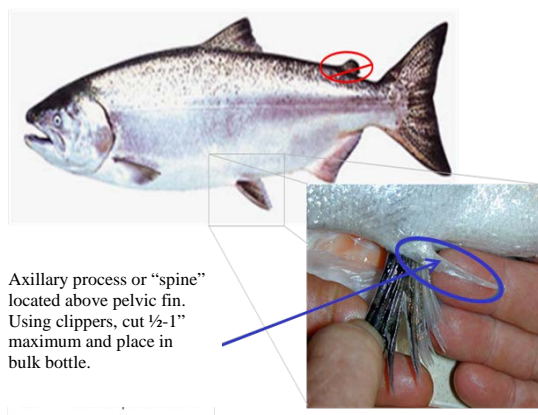 Axillary process or “spine”
located above pelvic fin.
Using clippers, cut ½-1”
maximum and place in
bulk bottle.